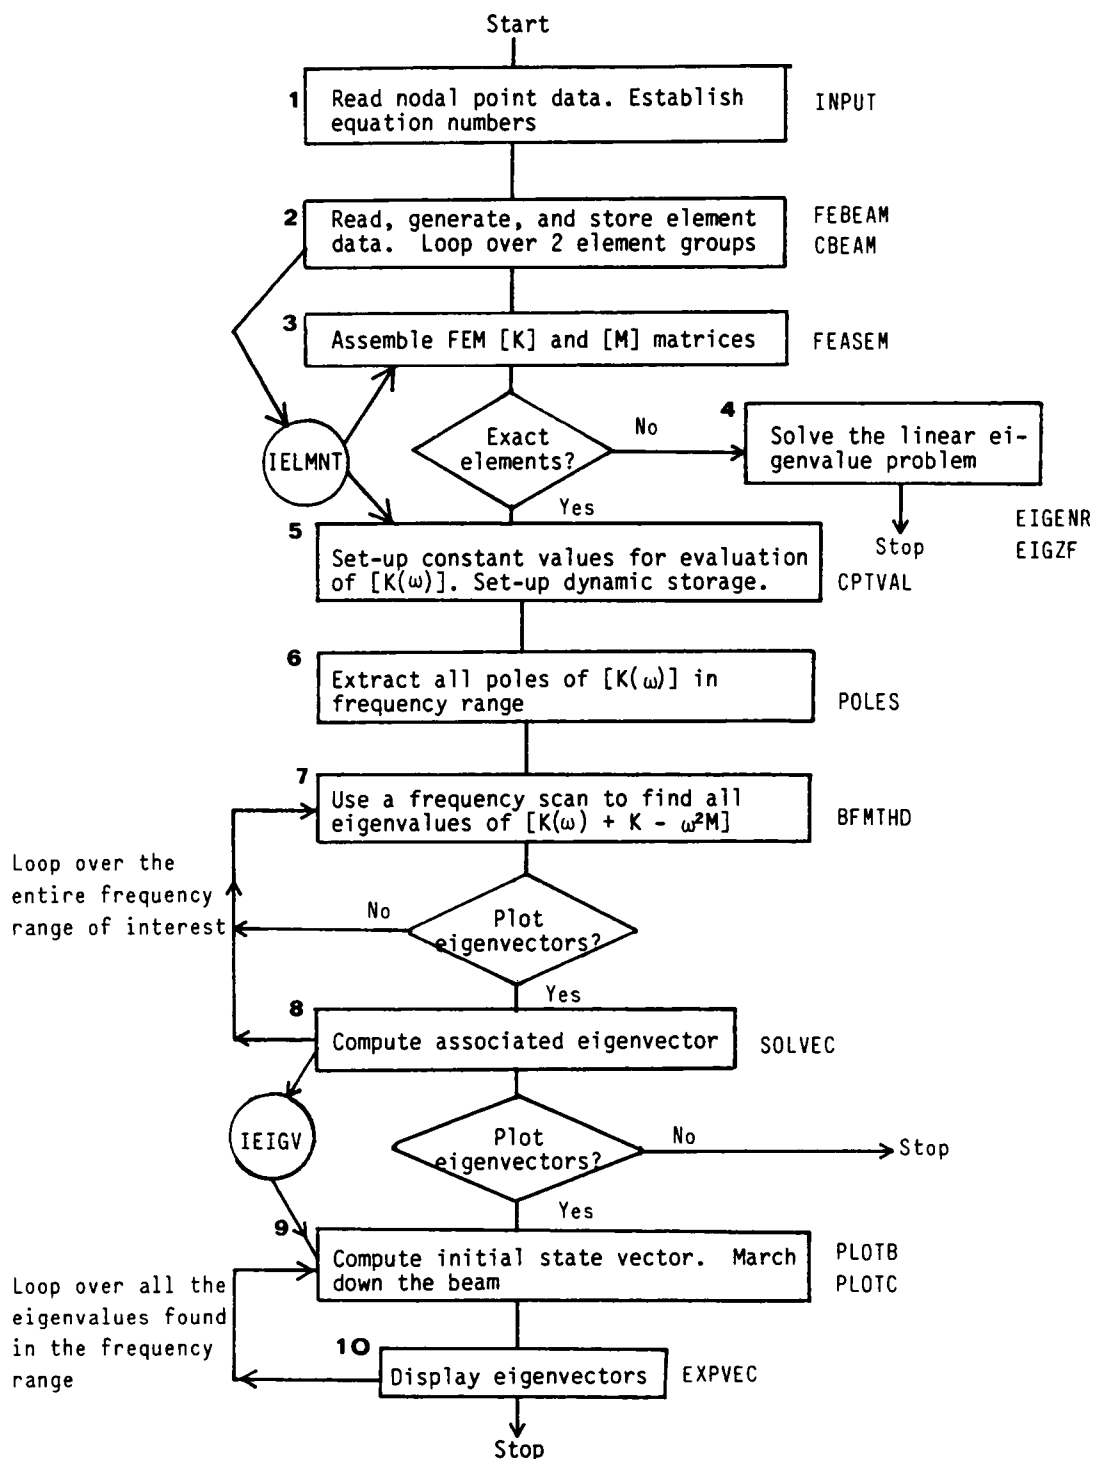 Start
1
Read nodal point data. Establish
equation numbers
INPUT
2
Read, generate, and store element
data. Loop over 2 element groups
FEBEAM
CBEAM
3
Assemble FEM [K] and [M] matrices
FEASEM
IELMNT
Exact
elements?
No
4
Solve the linear ei-
genvalue problem
Stop
EIGENR
EIGZF
Yes
5
Set-up constant values for evaluation
of [K(ω)]. Set-up dynamic storage.
CPTVAL
6
Extract all poles of [K(ω)] in
frequency range
POLES
7
Use a frequency scan to find all
eigenvalues of [K(ω) + K - ω²M]
BFMTHD
Loop over the
entire frequency
range of interest
No
Plot
eigenvectors?
Yes
8
Compute associated eigenvector
SOLVEC
IEIGV
Plot
eigenvectors?
No
Stop
Yes
9
Compute initial state vector. March
down the beam
PLOTB
PLOTC
Loop over all the
eigenvalues found
in the frequency
range
10
Display eigenvectors
EXPVEC
Stop